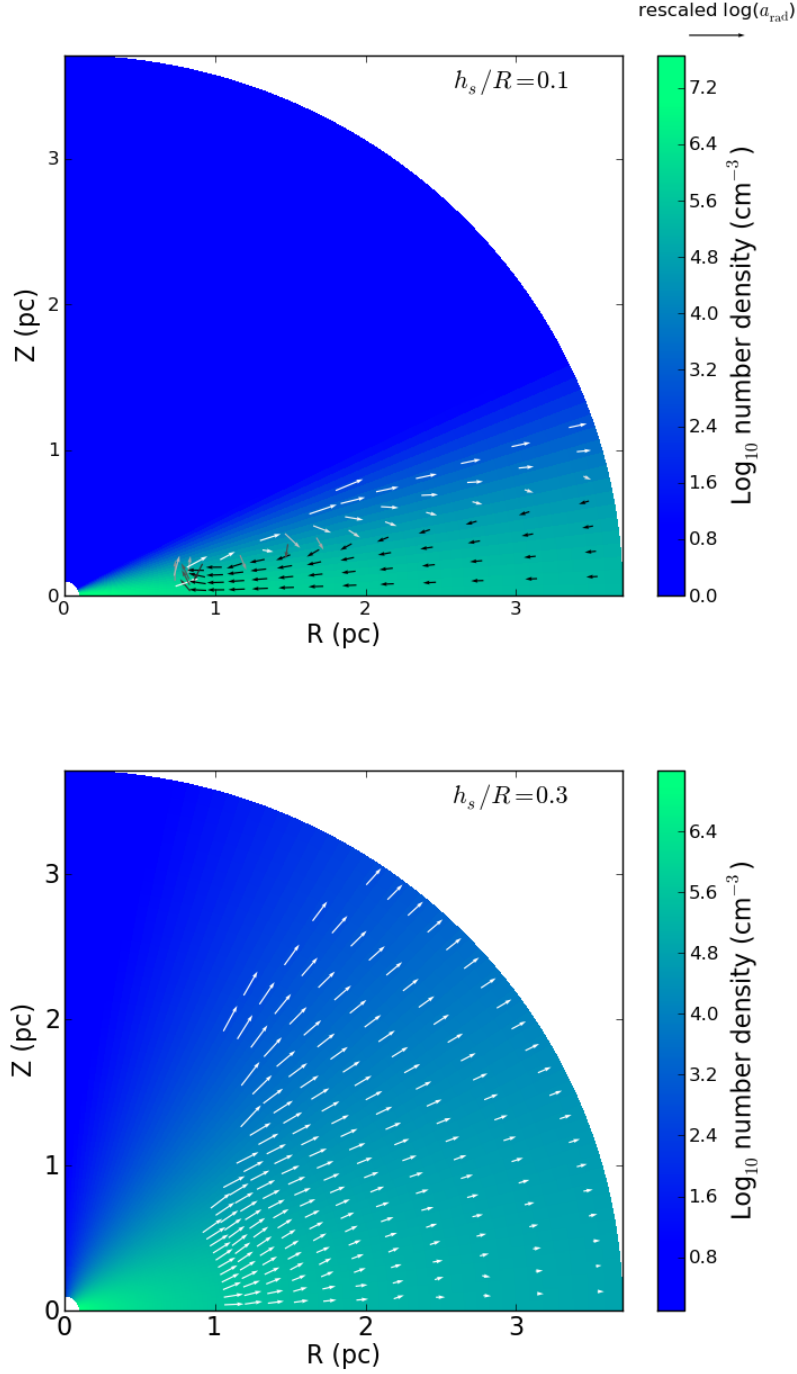 rescaled log(a_rad)
h_s/R=0.1
7.2
6.4
5.6
4.8
4.0
3.2
2.4
1.6
0.8
0.0
Log₁₀ number density (cm⁻³)
3
2
1
0
Z (pc)
0 1 2 3
R (pc)
h_s/R=0.3
6.4
5.6
4.8
4.0
3.2
2.4
1.6
0.8
Log₁₀ number density (cm⁻³)
3
2
1
0
Z (pc)
0 1 2 3
R (pc)